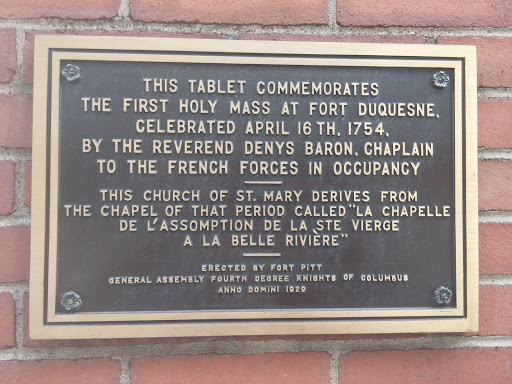 THIS TABLET COMMEMORATES
THE FIRST HOLY MASS AT FORT DUQUESNE,
CELEBRATED APRIL 16TH, 1754,
BY THE REVEREND DENYS BARON, CHAPLAIN
TO THE FRENCH FORCES IN OCCUPANCY
THIS CHURCH OF ST. MARY DERIVES FROM
THE CHAPEL OF THAT PERIOD CALLED "LA CHAPELLE
DE L'ASSOMPTION DE LA STE VIERGE
A LA BELLE RIVIÈRE"
ERECTED BY FORT PITT
GENERAL ASSEMBLY FOURTH DEGREE KNIGHTS OF COLUMBUS
ANNO DOMINI 1929